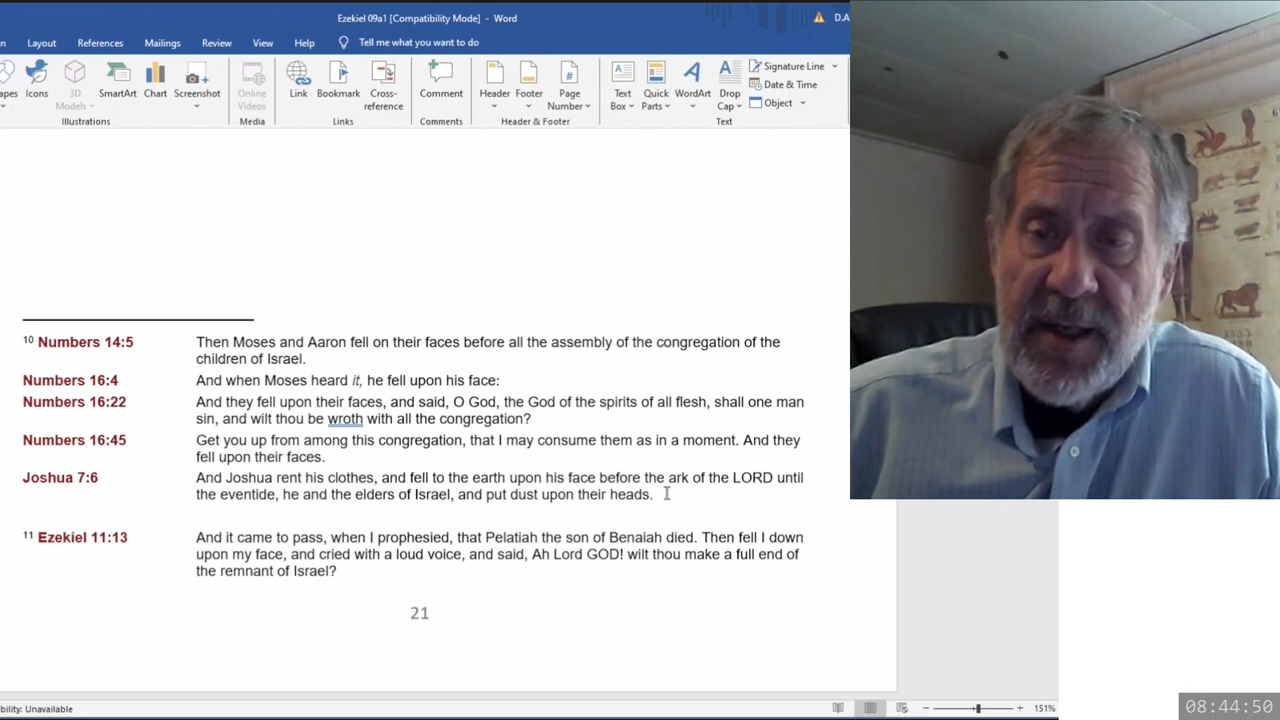 Ezekiel 09a1 [Compatibility Mode] - Word
D.A
Layout References Mailings Review View Help Tell me what you want to do
Icons
3D Models
SmartArt
Chart
Screenshot
Illustrations
Online Videos
Media
Link
Bookmark
Cross-reference
Links
Comment
Comments
Header
Footer
Page Number
Header & Footer
Text Box
Quick Parts
WordArt
Drop Cap
Signature Line
Date & Time
Object
Text
10 Numbers 14:5 Then Moses and Aaron fell on their faces before all the assembly of the congregation of the
children of Israel.
Numbers 16:4 And when Moses heard it, he fell upon his face:
Numbers 16:22 And they fell upon their faces, and said, O God, the God of the spirits of all flesh, shall one man
sin, and wilt thou be wroth with all the congregation?
Numbers 16:45 Get you up from among this congregation, that I may consume them as in a moment. And they
fell upon their faces.
Joshua 7:6 And Joshua rent his clothes, and fell to the earth upon his face before the ark of the LORD until
the eventide, he and the elders of Israel, and put dust upon their heads.
11 Ezekiel 11:13 And it came to pass, when I prophesied, that Pelatiah the son of Benaiah died. Then fell I down
upon my face, and cried with a loud voice, and said, Ah Lord GOD! wilt thou make a full end of
the remnant of Israel?
21
bility: Unavailable
151%
08:44:50